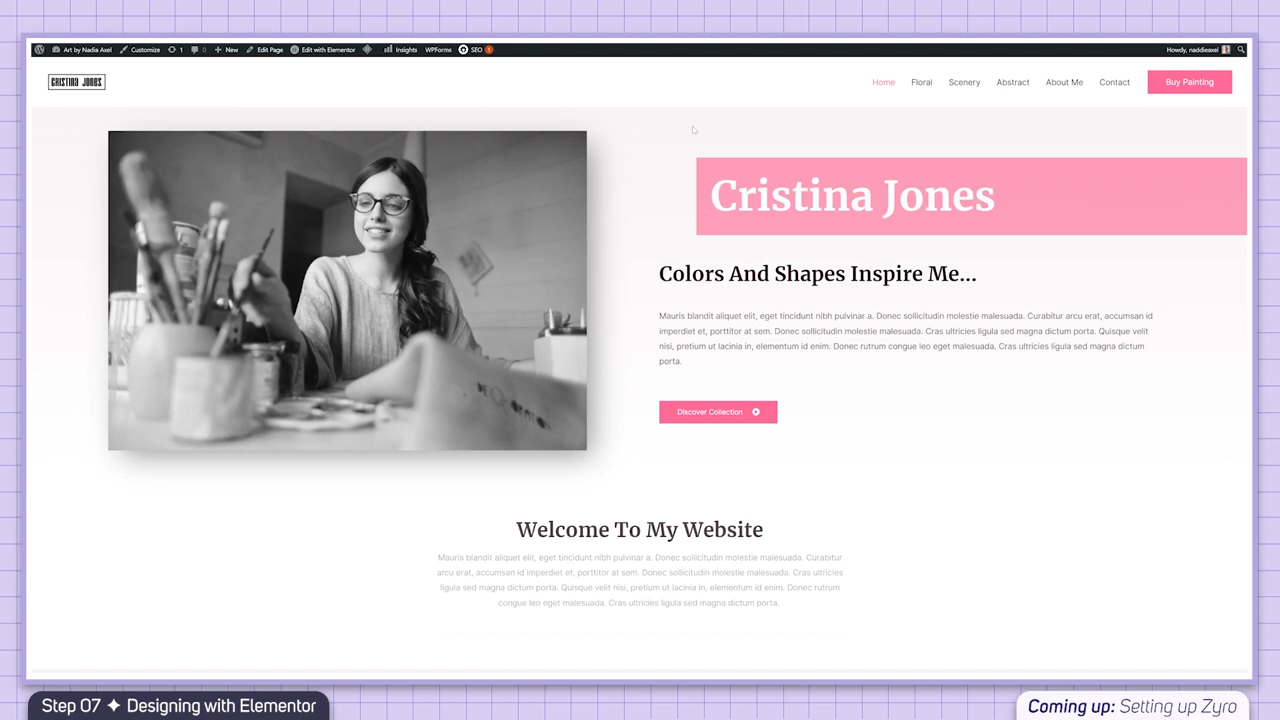 Art by Nadia Axel Customize 1 0 New Edit Page Edit with Elementor Insights WPForms SEO 1 Howdy, naddieaxel
CRISTINA JONES Home Floral Scenery Abstract About Me Contact Buy Painting
Cristina Jones
Colors And Shapes Inspire Me...
Mauris blandit aliquet elit, eget tincidunt nibh pulvinar a. Donec sollicitudin molestie malesuada. Curabitur arcu erat, accumsan id
imperdiet et, porttitor at sem. Donec sollicitudin molestie malesuada. Cras ultricies ligula sed magna dictum porta. Quisque velit
nisi, pretium ut lacinia in, elementum id enim. Donec rutrum congue leo eget malesuada. Cras ultricies ligula sed magna dictum
porta.
Discover Collection
Welcome To My Website
Mauris blandit aliquet elit, eget tincidunt nibh pulvinar a. Donec sollicitudin molestie malesuada. Curabitur
arcu erat, accumsan id imperdiet et, porttitor at sem. Donec sollicitudin molestie malesuada. Cras ultricies
ligula sed magna dictum porta. Quisque velit nisi, pretium ut lacinia in, elementum id enim. Donec rutrum
congue leo eget malesuada. Cras ultricies ligula sed magna dictum porta.
Step 07 ✦ Designing with Elementor
Coming up: Setting up Zyro